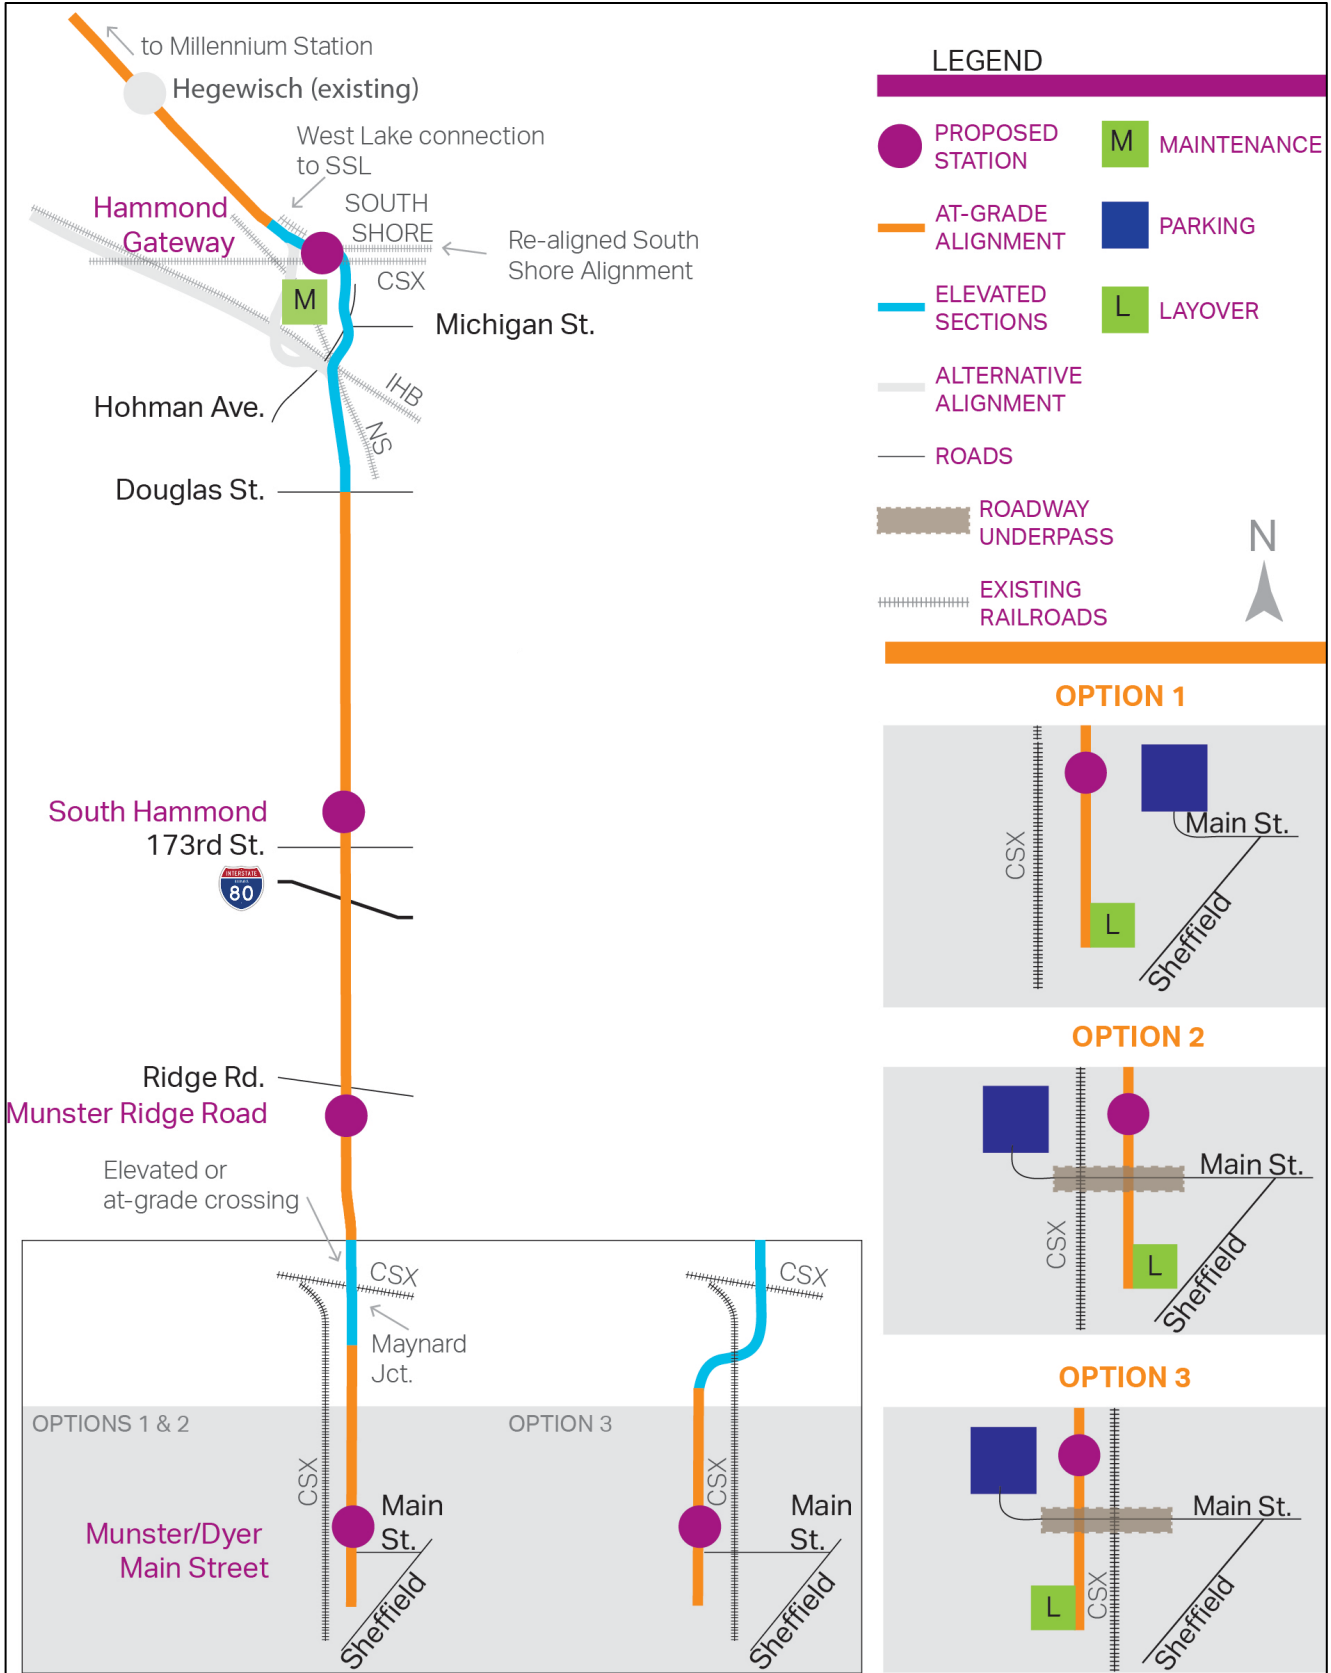 to Millennium Station
Hegewisch (existing)
West Lake connection
to SSL
Hammond
Gateway
SOUTH
SHORE
CSX
Re-aligned South
Shore Alignment
M
Michigan St.
IHB
NS
Hohman Ave.
Douglas St.
South Hammond
173rd St.
INTERSTATE
80
Ridge Rd.
Munster Ridge Road
Elevated or
at-grade crossing
CSX
Maynard
Jct.
OPTIONS 1 & 2
CSX
Munster/Dyer
Main Street
Main
St.
Sheffield
CSX
OPTION 3
CSX
Main
St.
Sheffield
LEGEND
PROPOSED
STATION
M
MAINTENANCE
AT-GRADE
ALIGNMENT
PARKING
ELEVATED
SECTIONS
L
LAYOVER
ALTERNATIVE
ALIGNMENT
ROADS
ROADWAY
UNDERPASS
EXISTING
RAILROADS
N
OPTION 1
CSX
Main St.
L
Sheffield
OPTION 2
Main St.
CSX
L
Sheffield
OPTION 3
Main St.
L
CSX
Sheffield